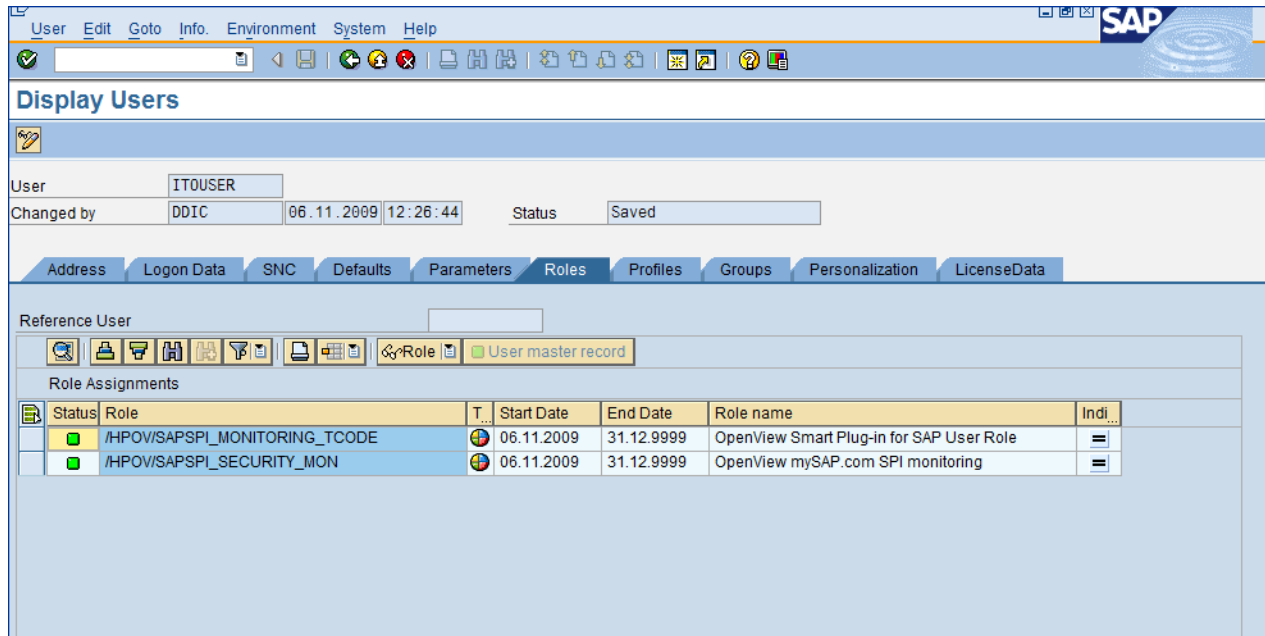 User Edit Goto Info. Environment System Help
SAP
Display Users
User ITOUSER
Changed by DDIC 06.11.2009 12:26:44 Status Saved
Address Logon Data SNC Defaults Parameters Roles Profiles Groups Personalization LicenseData
Reference User
Role User master record
Role Assignments
Status Role T... Start Date End Date Role name Indi...
/HPOV/SAPSPI_MONITORING_TCODE 06.11.2009 31.12.9999 OpenView Smart Plug-in for SAP User Role
/HPOV/SAPSPI_SECURITY_MON 06.11.2009 31.12.9999 OpenView mySAP.com SPI monitoring